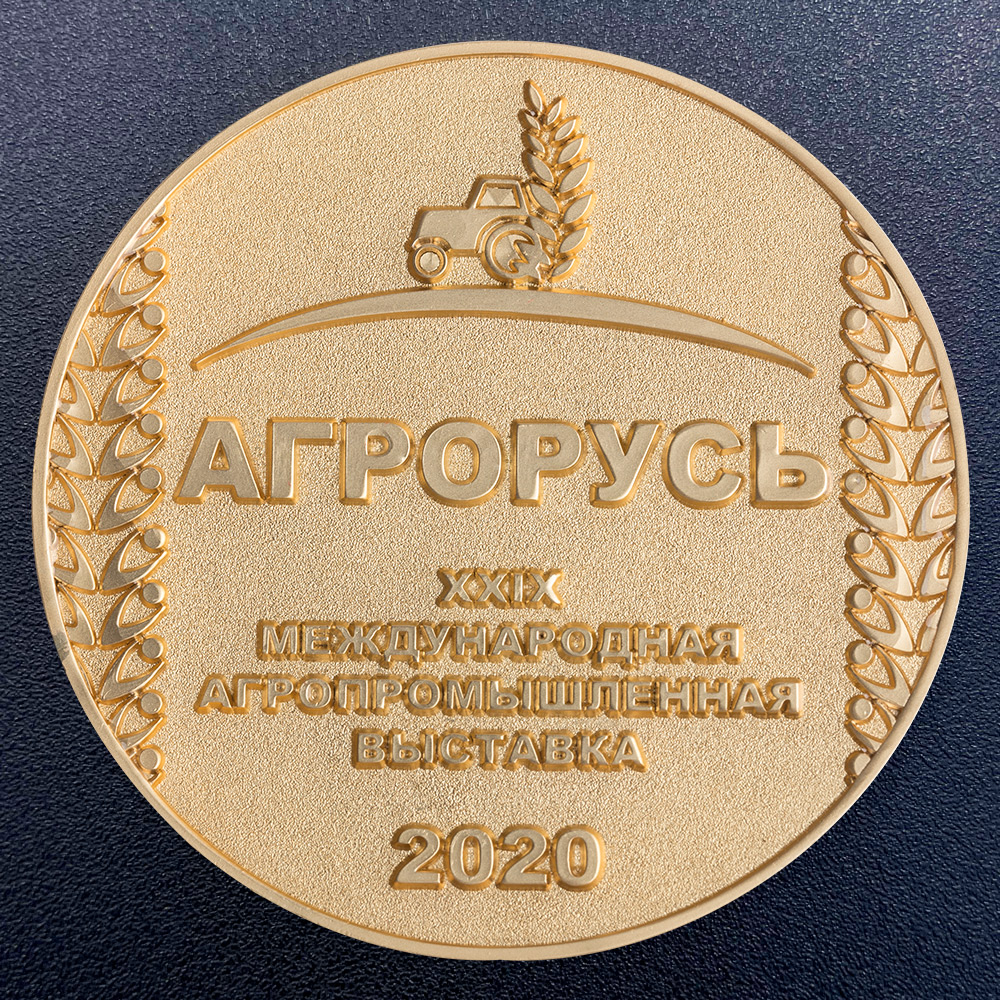 АГРОРУСЬ
XXIX
МЕЖДУНАРОДНАЯ
АГРОПРОМЫШЛЕННАЯ
ВЫСТАВКА
2020